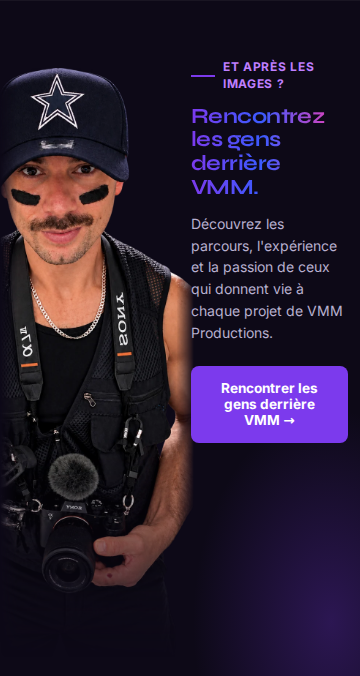 ET APRÈS LES
IMAGES ?
Rencontrez
les gens
derrière
VMM.
Découvrez les
parcours, l'expérience
et la passion de ceux
qui donnent vie à
chaque projet de VMM
Productions.
Rencontrer les
gens derrière
VMM →
SONY
SONY